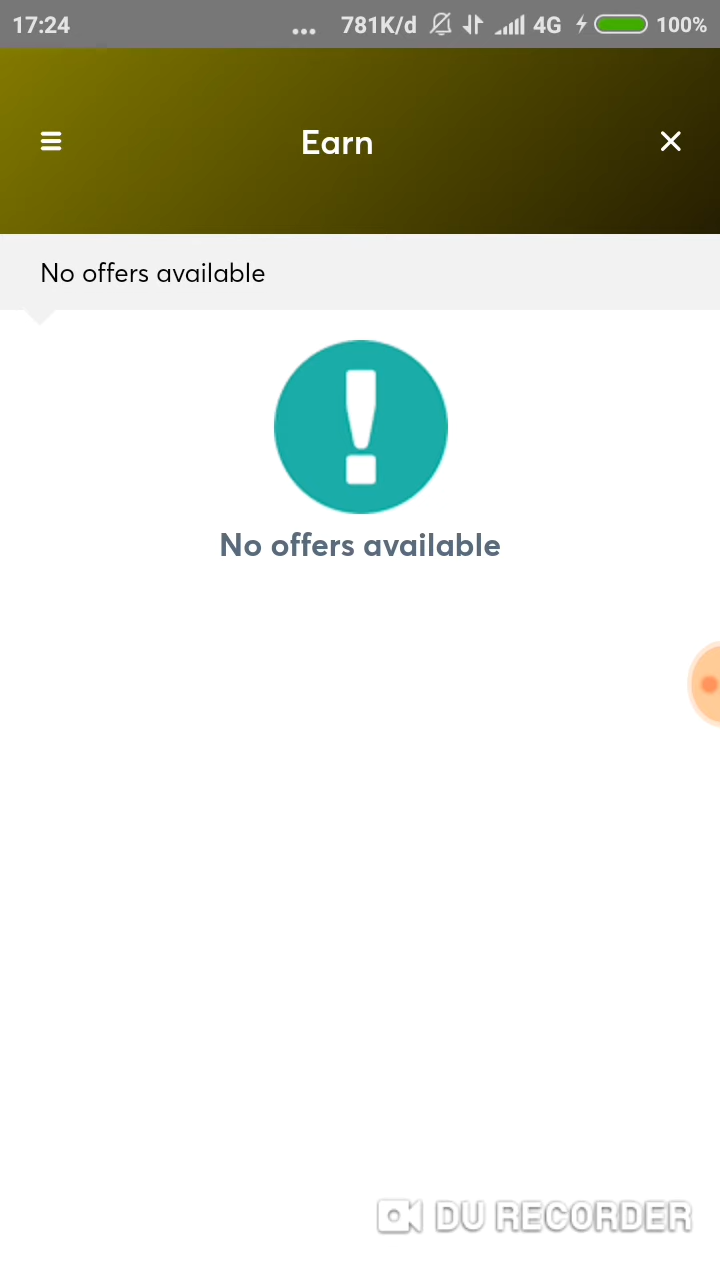 17:24 ... 781K/d 4G 100%
Earn
No offers available
No offers available
DU RECORDER